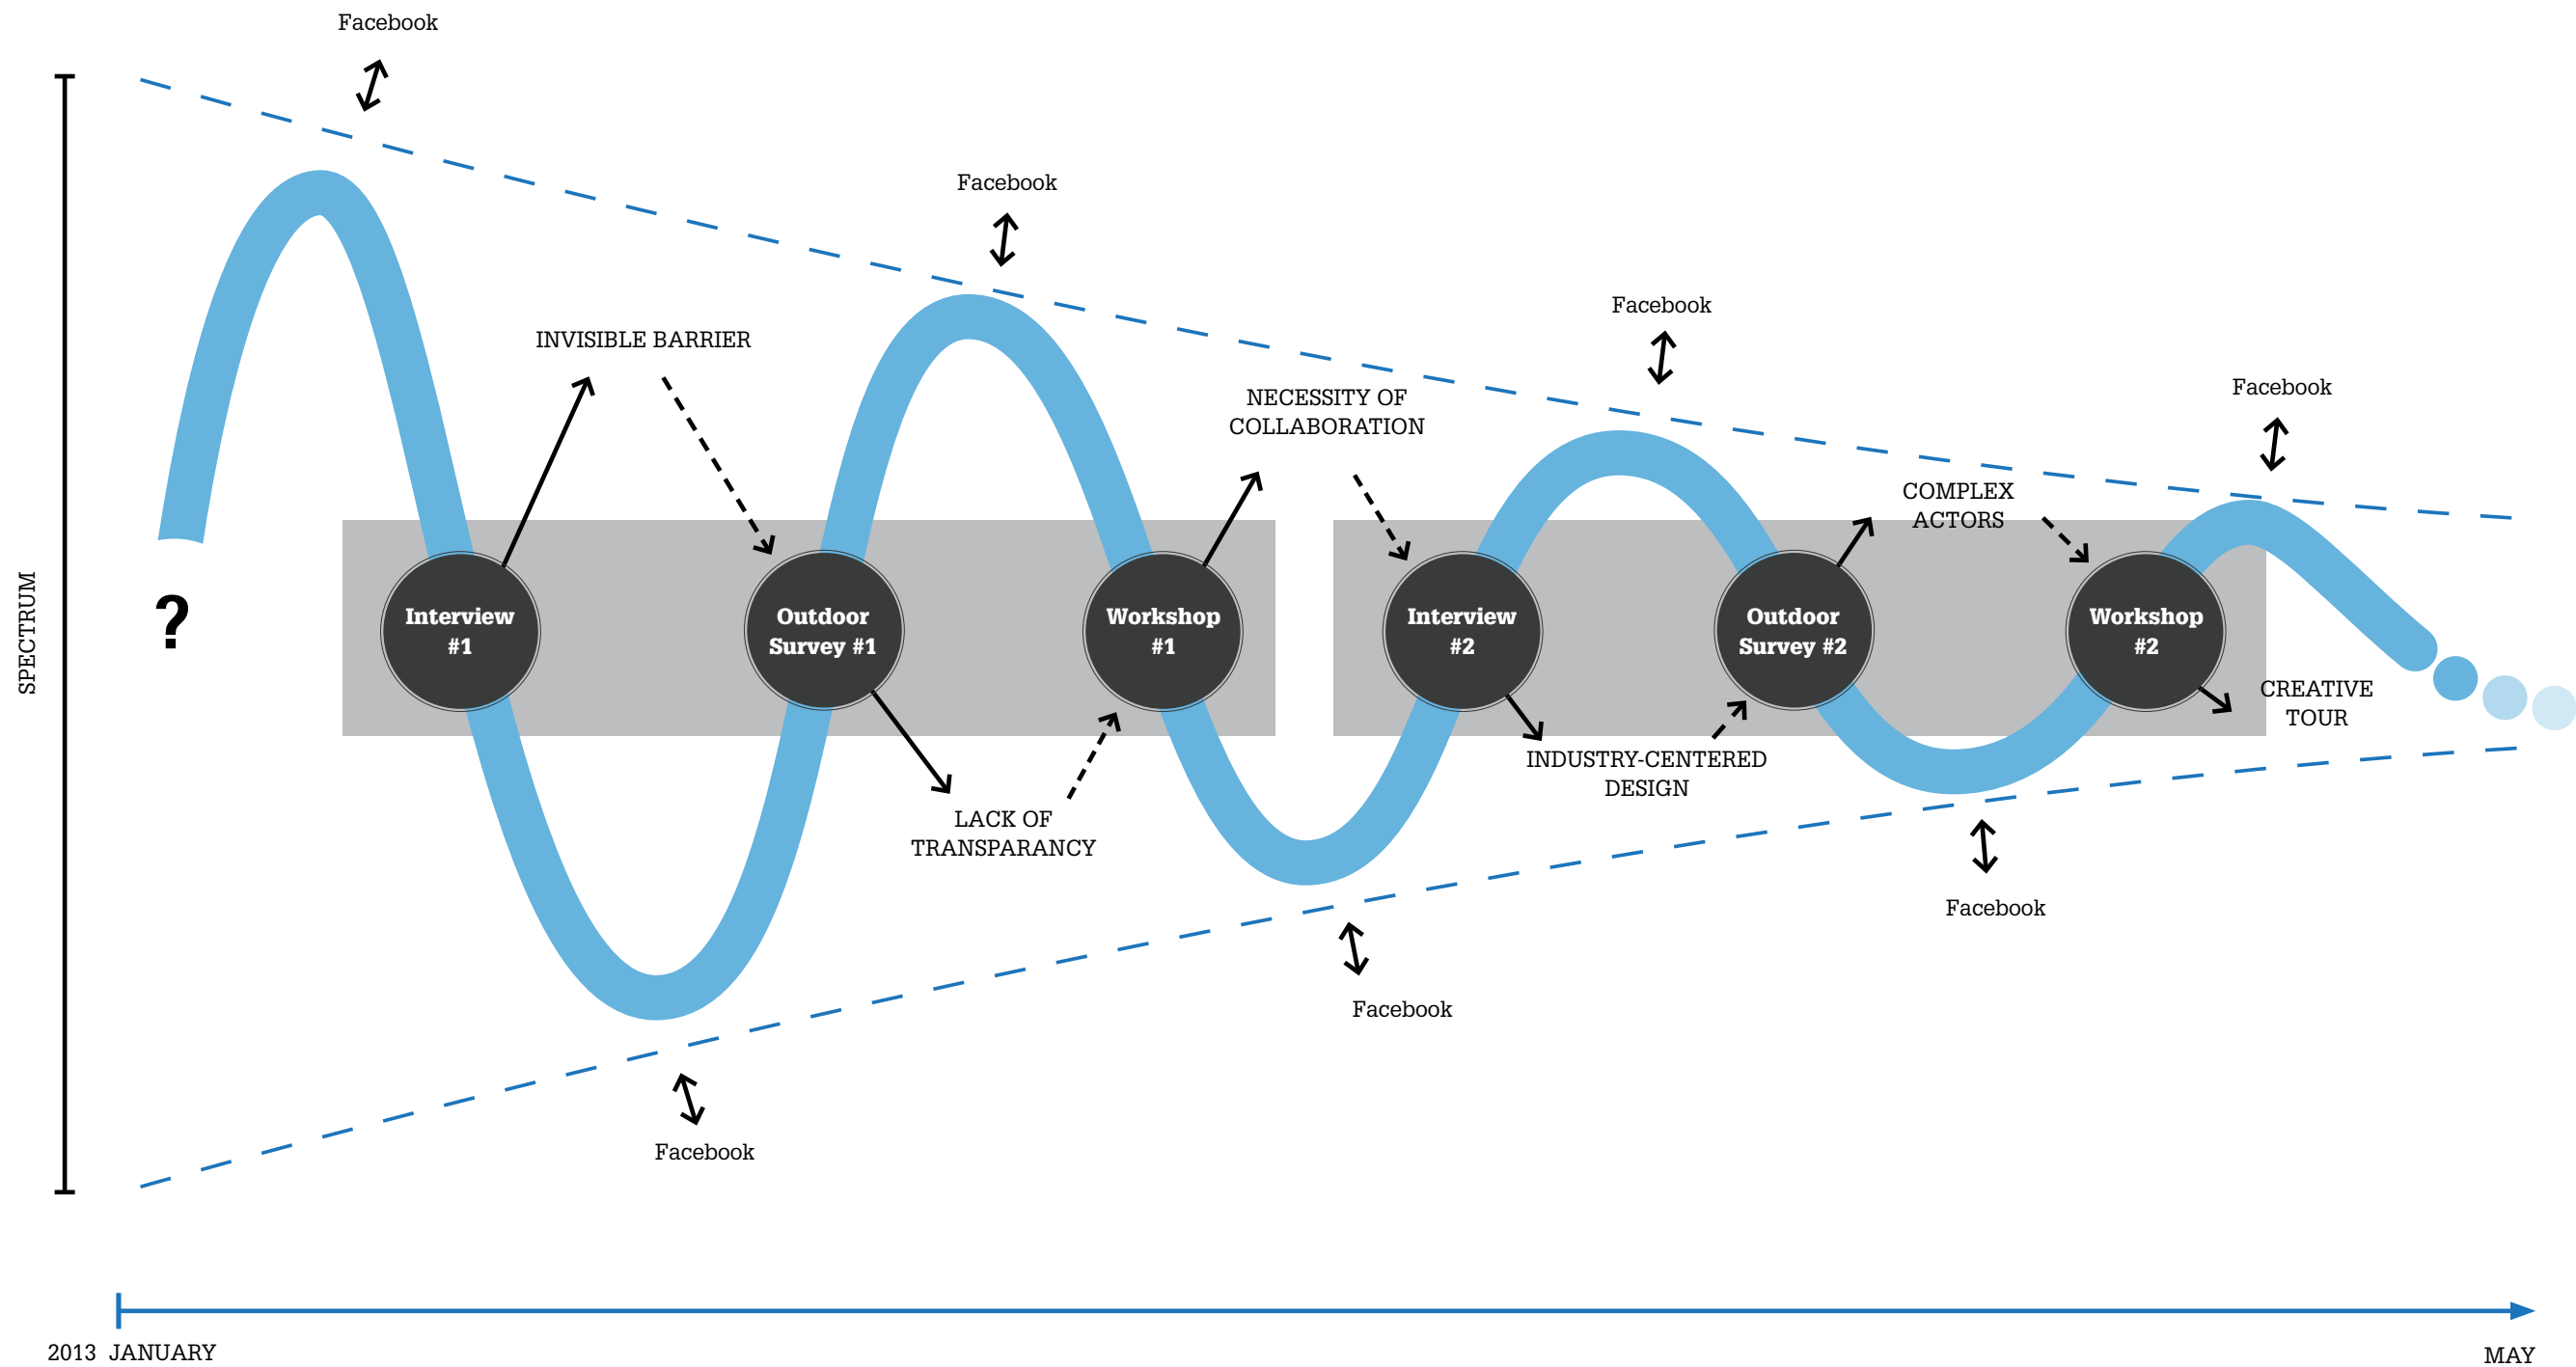 Facebook
Facebook
Facebook
INVISIBLE BARRIER
Facebook
NECESSITY OF
COLLABORATION
COMPLEX
ACTORS
SPECTRUM
?
Interview
#1
Outdoor
Survey #1
Workshop
#1
Interview
#2
Outdoor
Survey #2
Workshop
#2
CREATIVE
TOUR
INDUSTRY-CENTERED
DESIGN
LACK OF
TRANSPARANCY
Facebook
Facebook
Facebook
2013 JANUARY
MAY